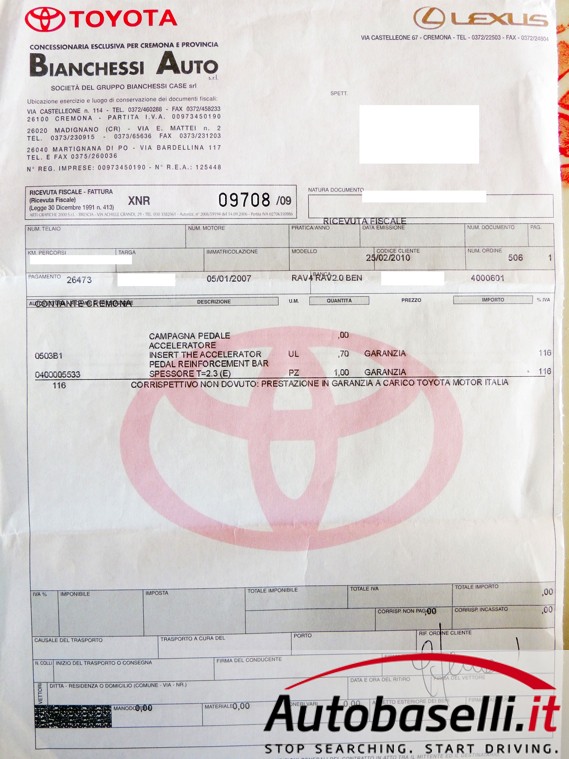 TOYOTA
LEXUS
VIA CASTELLEONE 67 - CREMONA - TEL - 0372/22503 - FAX - 0372/24504
CONCESSIONARIA ESCLUSIVA PER CREMONA E PROVINCIA
BIANCHESSI AUTO s.r.l.
SOCIETÀ DEL GRUPPO BIANCHESSI CASE srl
Ubicazione esercizio e luogo di conservazione dei documenti fiscali:
VIA CASTELLEONE n. 114 - TEL. 0372/460288 - FAX 0372/458233
26100 CREMONA - PARTITA I.V.A. 00973450190
26020 MADIGNANO (CR) - VIA E. MATTEI n. 2
TEL. 0373/230915 - 0373/65636 FAX 0373/231203
26040 MARTIGNANA DI PO - VIA BARDELLINA 117
TEL. E FAX 0375/260036
N° REG. IMPRESE: 00973450190 - N° R.E.A.: 125448
SPETT.
RICEVUTA FISCALE - FATTURA
(Ricevuta Fiscale)
(Legge 30 Dicembre 1991 n. 413)
XNR
09708 /09
NATURA DOCUMENTO
RICEVUTA FISCALE
NUM. TELAIO
NUM. MOTORE
PRATICA/ANNO
DATA EMISSIONE
NUM. DOCUMENTO
PAG.
25/02/2010
506
1
KM. PERCORSI
TARGA
IMMATRICOLAZIONE
MODELLO
CODICE CLIENTE
NUM. ORDINE
26473
05/01/2007
RAV4 RAV2.0 BEN
4000601
PAGAMENTO
CONTANTE CREMONA
DESCRIZIONE
U.M.
QUANTITA
PREZZO
IMPORTO
% IVA
CAMPAGNA PEDALE
,00
ACCELERATORE
0503B1
INSERT THE ACCELERATOR
UL
,70
GARANZIA
116
PEDAL REINFORCEMENT BAR
0400005533
SPESSORE T=2.3 (E)
PZ
1,00
GARANZIA
116
116
CORRISPETTIVO NON DOVUTO: PRESTAZIONE IN GARANZIA A CARICO TOYOTA MOTOR ITALIA
IVA %
IMPONIBILE
IMPOSTA
TOTALE IMPONIBILE
TOTALE IVA
TOTALE IMPORTO
,00
CORRISP. NON PAG.
,00
CORRISP. INCASSATO
,00
CAUSALE DEL TRASPORTO
TRASPORTO A CURA DEL
PORTO
RIF. ORDINE CLIENTE
N. COLLI
INIZIO DEL TRASPORTO O CONSEGNA
FIRMA DEL CONDUCENTE
VETTORI
DITTA - RESIDENZA O DOMICILIO (COMUNE - VIA - NR.)
DATA E ORA DEL RITIRO
FIRMA DEL VETTORE
MANODO
0,00
MATERIALE
0,00
Autobaselli.it
STOP SEARCHING. START DRIVING.